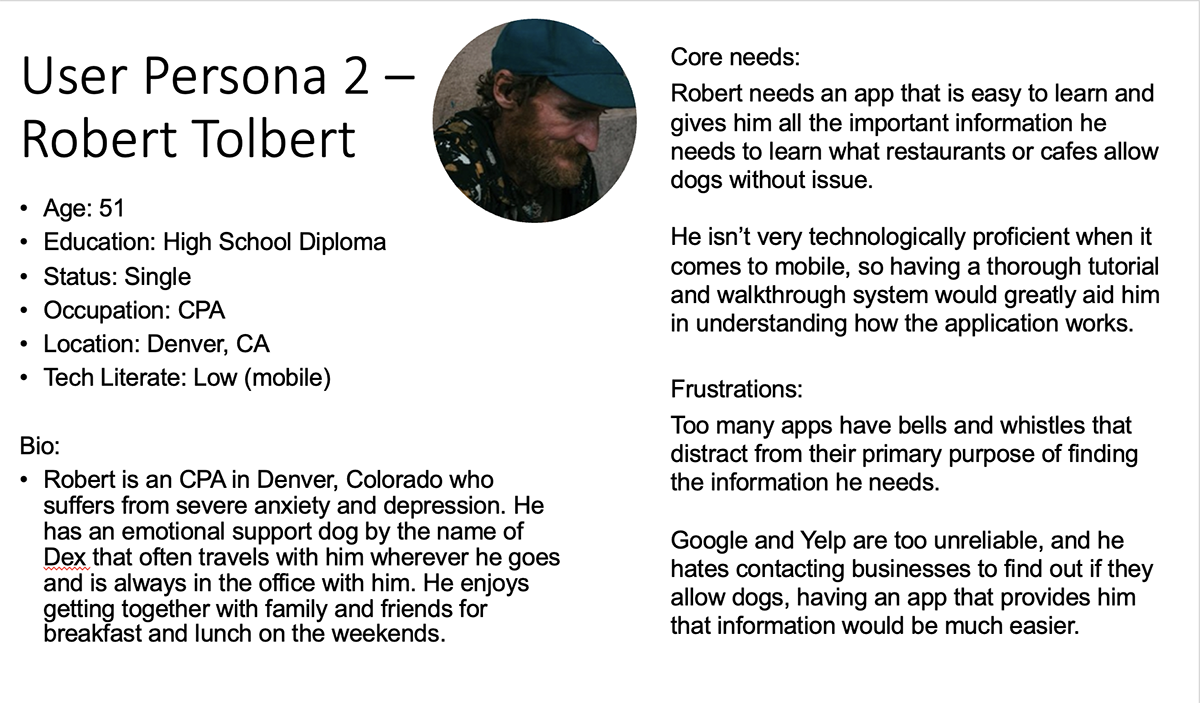 User Persona 2 –
Robert Tolbert
• Age: 51
• Education: High School Diploma
• Status: Single
• Occupation: CPA
• Location: Denver, CA
• Tech Literate: Low (mobile)
Bio:
• Robert is an CPA in Denver, Colorado who
suffers from severe anxiety and depression. He
has an emotional support dog by the name of
Dex that often travels with him wherever he goes
and is always in the office with him. He enjoys
getting together with family and friends for
breakfast and lunch on the weekends.
Core needs:
Robert needs an app that is easy to learn and
gives him all the important information he
needs to learn what restaurants or cafes allow
dogs without issue.
He isn’t very technologically proficient when it
comes to mobile, so having a thorough tutorial
and walkthrough system would greatly aid him
in understanding how the application works.
Frustrations:
Too many apps have bells and whistles that
distract from their primary purpose of finding
the information he needs.
Google and Yelp are too unreliable, and he
hates contacting businesses to find out if they
allow dogs, having an app that provides him
that information would be much easier.